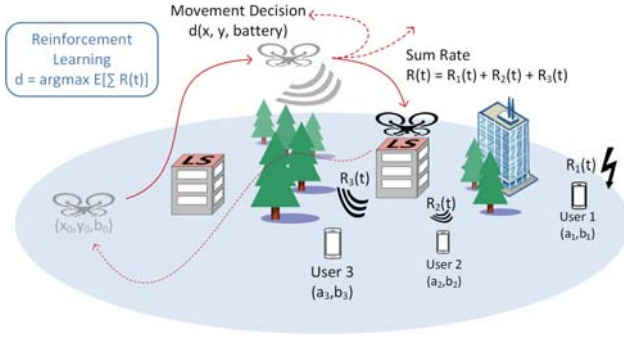 Reinforcement
Learning
d = argmax E[∑ R(t)]
Movement Decision
d(x, y, battery)
Sum Rate
R(t) = R₁(t) + R₂(t) + R₃(t)
LS
LS
R₃(t)
R₂(t)
R₁(t)
(x₀,y₀,b₀)
User 1
(a₁,b₁)
User 2
(a₂,b₂)
User 3
(a₃,b₃)